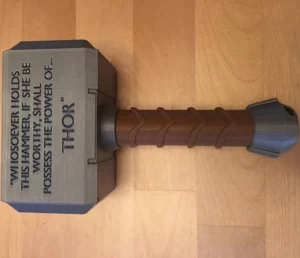 "WHOSOEVER HOLDS
THIS HAMMER, IF SHE BE
WORTHY, SHALL
POSSESS THE POWER OF...
THOR"